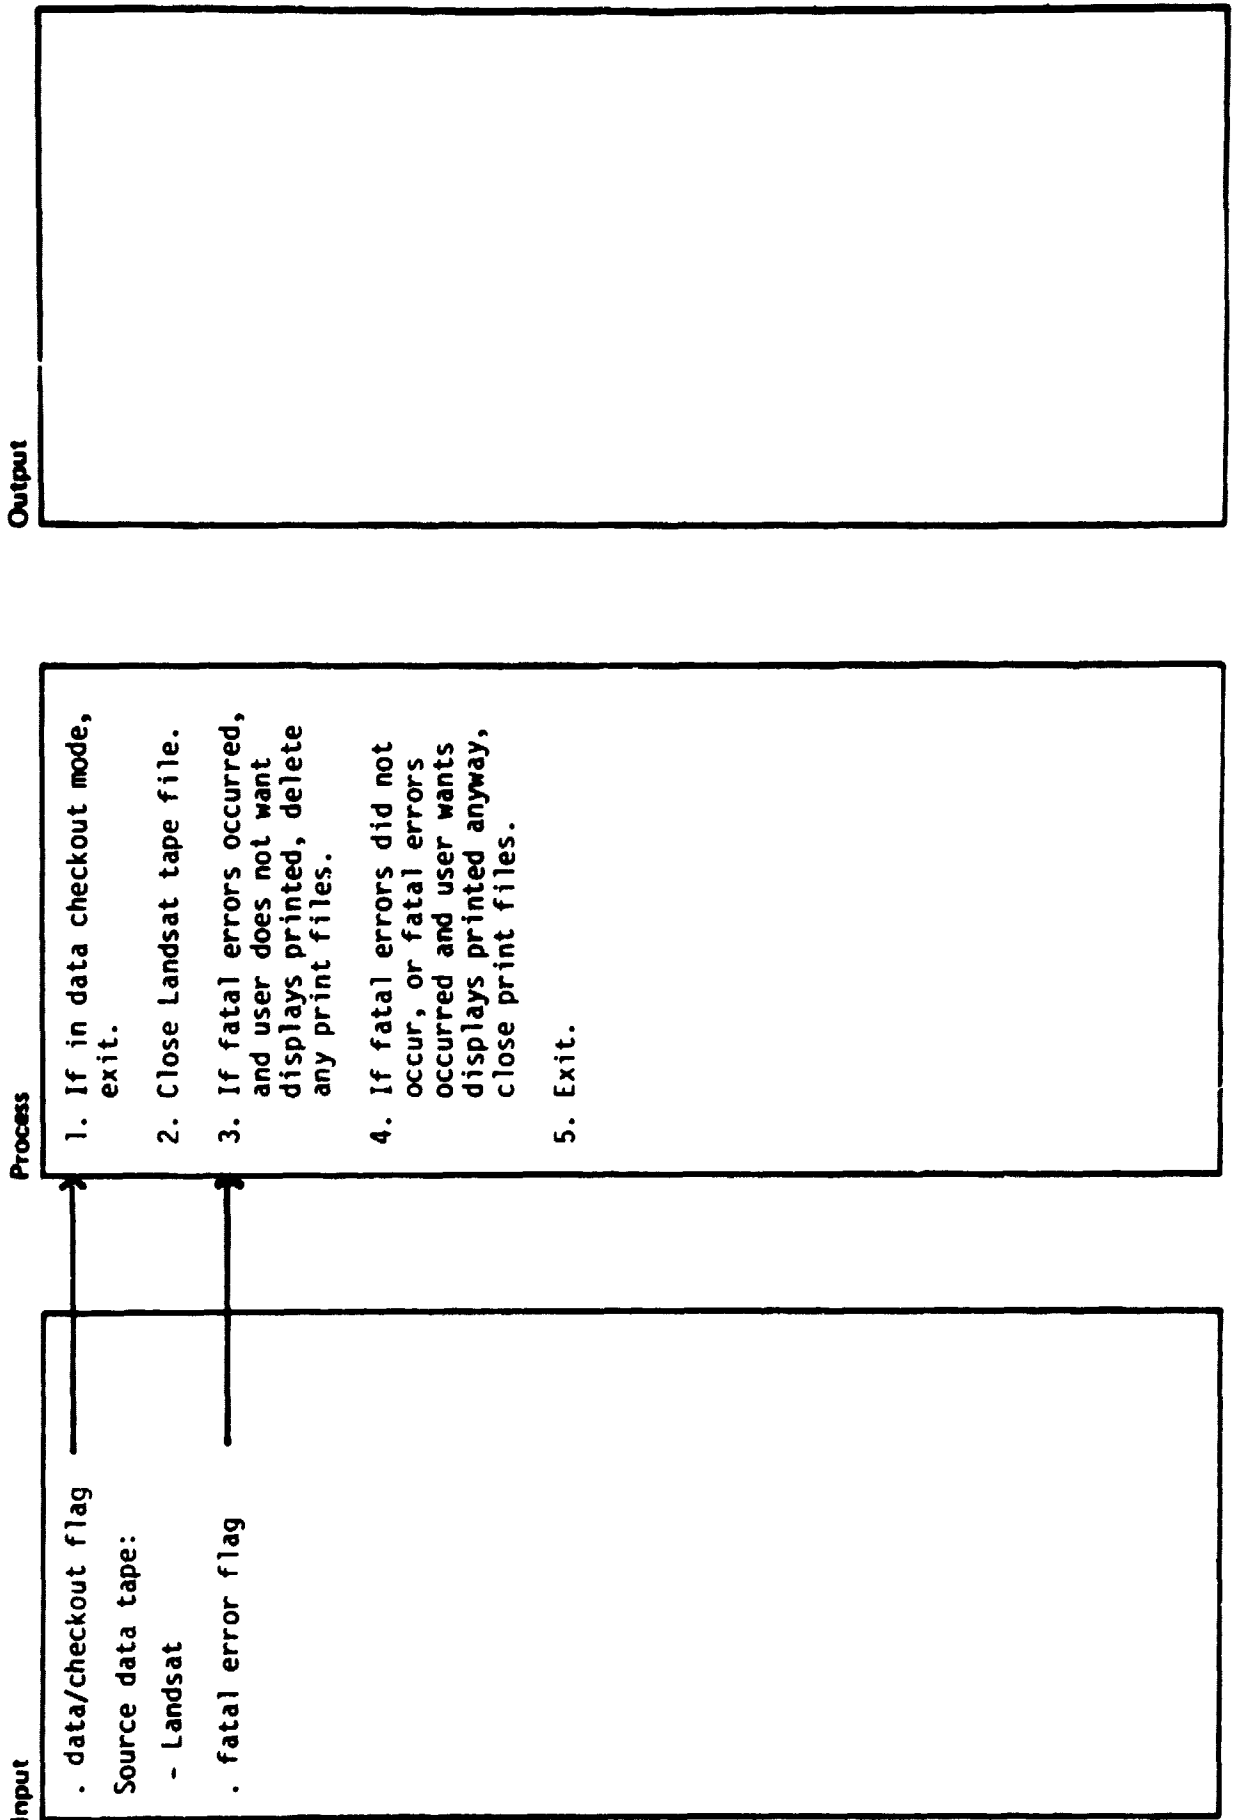 Input
. data/checkout flag
Source data tape:
- Landsat
. fatal error flag
Process
1. If in data checkout mode,
exit.
2. Close Landsat tape file.
3. If fatal errors occurred,
and user does not want
displays printed, delete
any print files.
4. If fatal errors did not
occur, or fatal errors
occurred and user wants
displays printed anyway,
close print files.
5. Exit.
Output